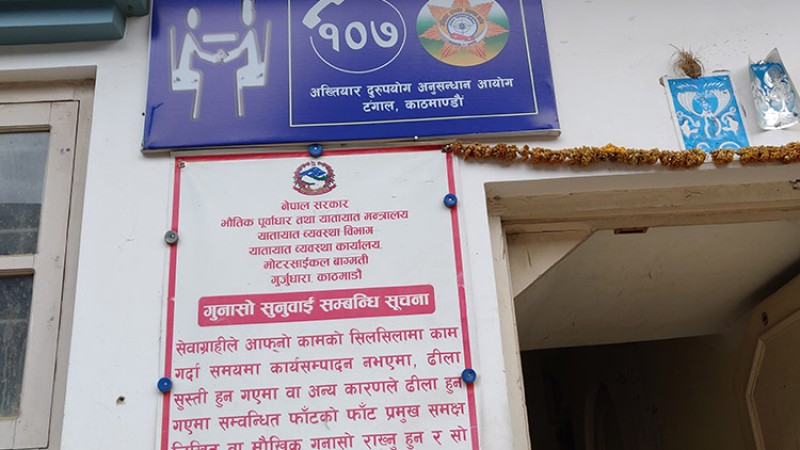 १०७
अख्तियार दुरुपयोग अनुसन्धान आयोग
टंगाल, काठमाण्डौं
नेपाल सरकार
भौतिक पूर्वाधार तथा यातायात मन्त्रालय
यातायात व्यवस्था विभाग
यातायात व्यवस्था कार्यालय,
मोटरसाईकल बाग्मती
गुर्जुधारा, काठमाडौं
गुनासो सुनुवाई सम्बन्धि सूचना
सेवाग्राहीले आफ्नो कामको सिलसिलामा काम
गर्दा समयमा कार्यसम्पादन नभएमा, ढीला
सुस्ती हुन गएमा वा अन्य कारणले ढीला हुन
गएमा सम्बन्धित फाँटको फाँट प्रमुख समक्ष
लिखित वा मौखिक गुनासो राख्नु हुन र सो